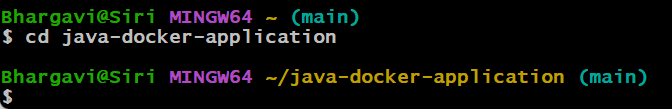 Bhargavi@Siri MINGW64 ~ (main)
$ cd java-docker-application
Bhargavi@Siri MINGW64 ~/java-docker-application (main)
$